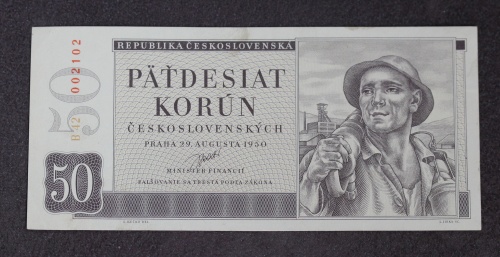 REPUBLIKA ČESKOSLOVENSKÁ
PÄŤDESIAT
KORÚN
ČESKOSLOVENSKÝCH
PRAHA 29. AUGUSTA 1950
MINISTER FINANCIÍ
FALŠOVANIE SA TRESTÁ PODĽA ZÁKONA
50
50
B42 002102